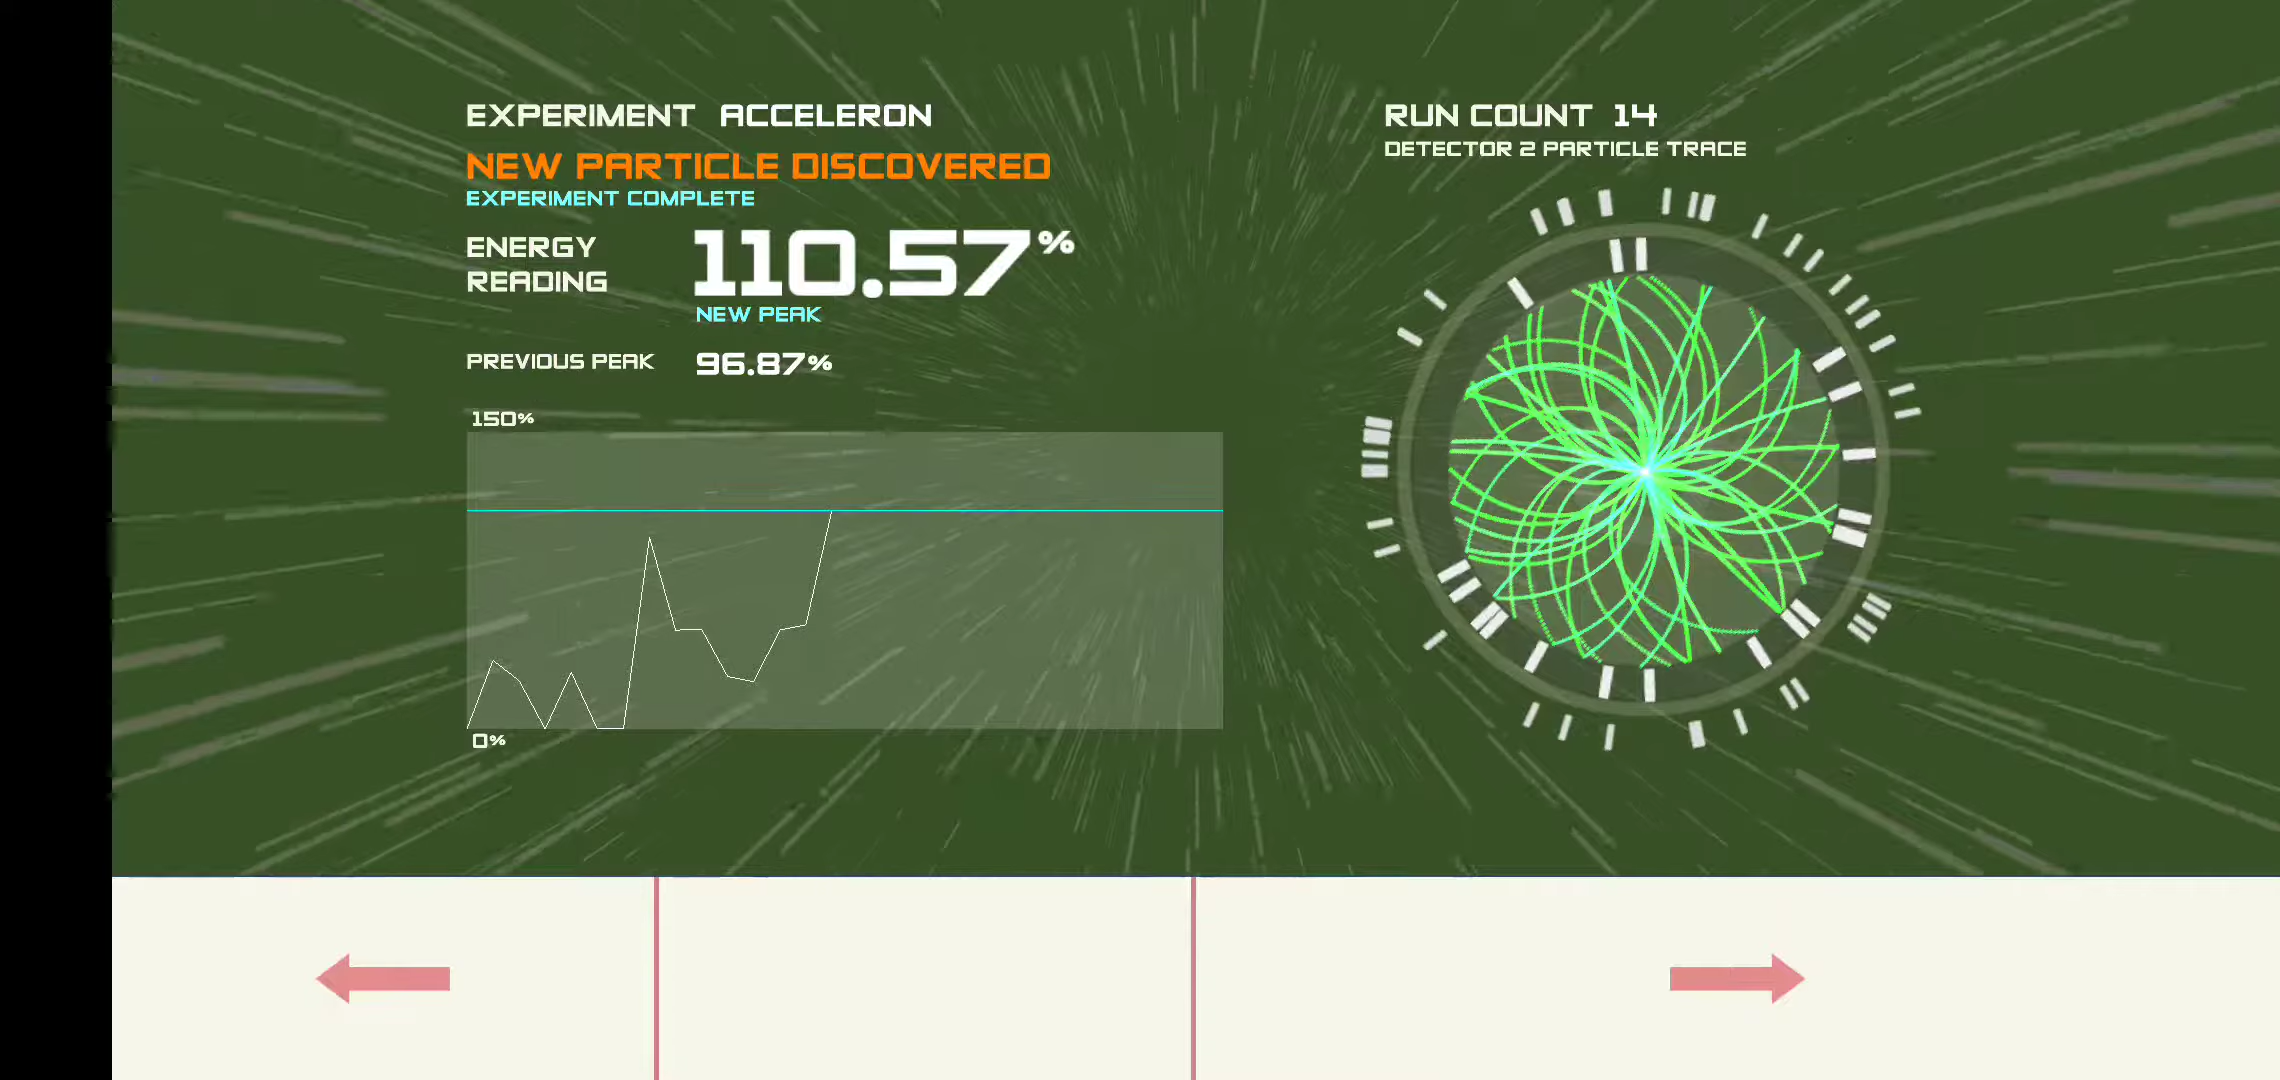 EXPERIMENT ACCELERON
NEW PARTICLE DISCOVERED
EXPERIMENT COMPLETE
ENERGY
READING
110.57%
NEW PEAK
PREVIOUS PEAK 96.87%
150%
0%
RUN COUNT 14
DETECTOR 2 PARTICLE TRACE